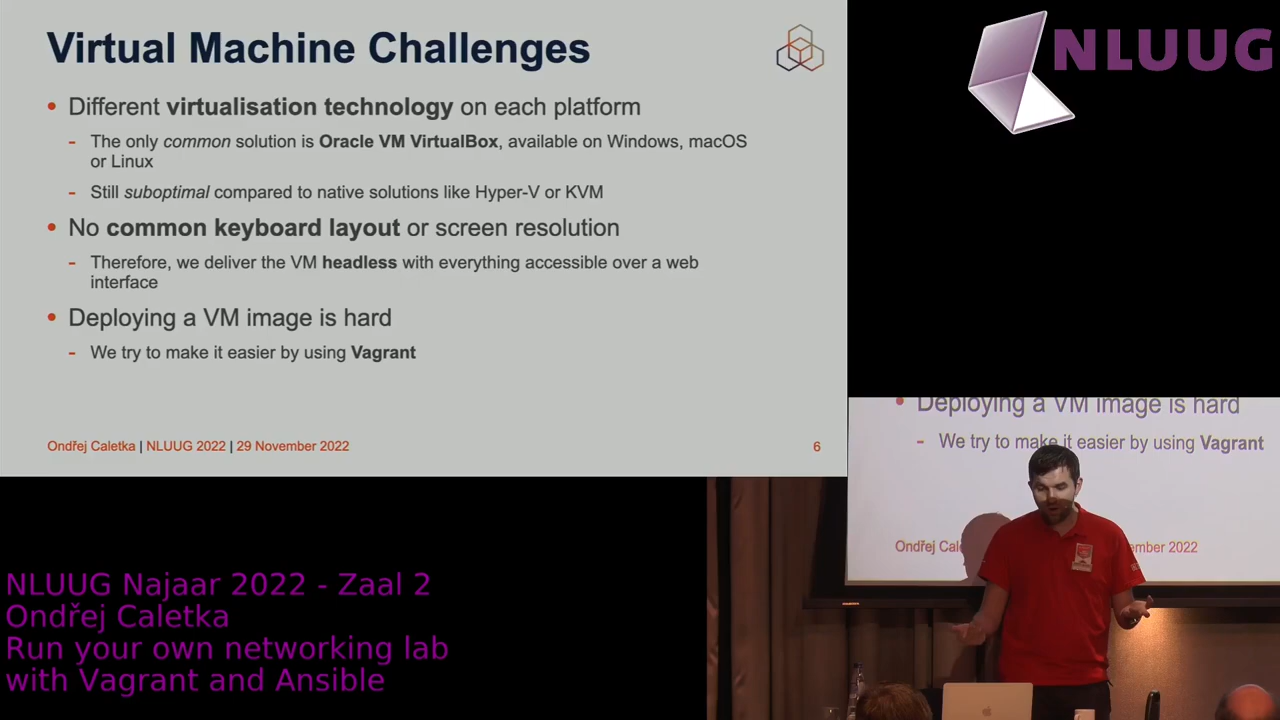 Virtual Machine Challenges
• Different virtualisation technology on each platform
- The only common solution is Oracle VM VirtualBox, available on Windows, macOS
or Linux
- Still suboptimal compared to native solutions like Hyper-V or KVM
• No common keyboard layout or screen resolution
- Therefore, we deliver the VM headless with everything accessible over a web
interface
• Deploying a VM image is hard
- We try to make it easier by using Vagrant
Ondřej Caletka | NLUUG 2022 | 29 November 2022
6
NLUUG
• Deploying a VM image is hard
- We try to make it easier by using Vagrant
Ondřej Cal
ember 2022
NLUUG Najaar 2022 - Zaal 2
Ondřej Caletka
Run your own networking lab
with Vagrant and Ansible